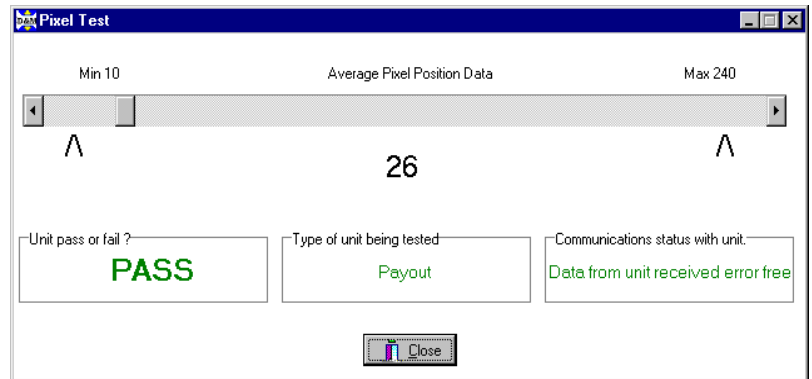 D&M Pixel Test
Min 10 Average Pixel Position Data Max 240
/\ /\
26
Unit pass or fail ? Type of unit being tested Communications status with unit.
PASS Payout Data from unit received error free
Close